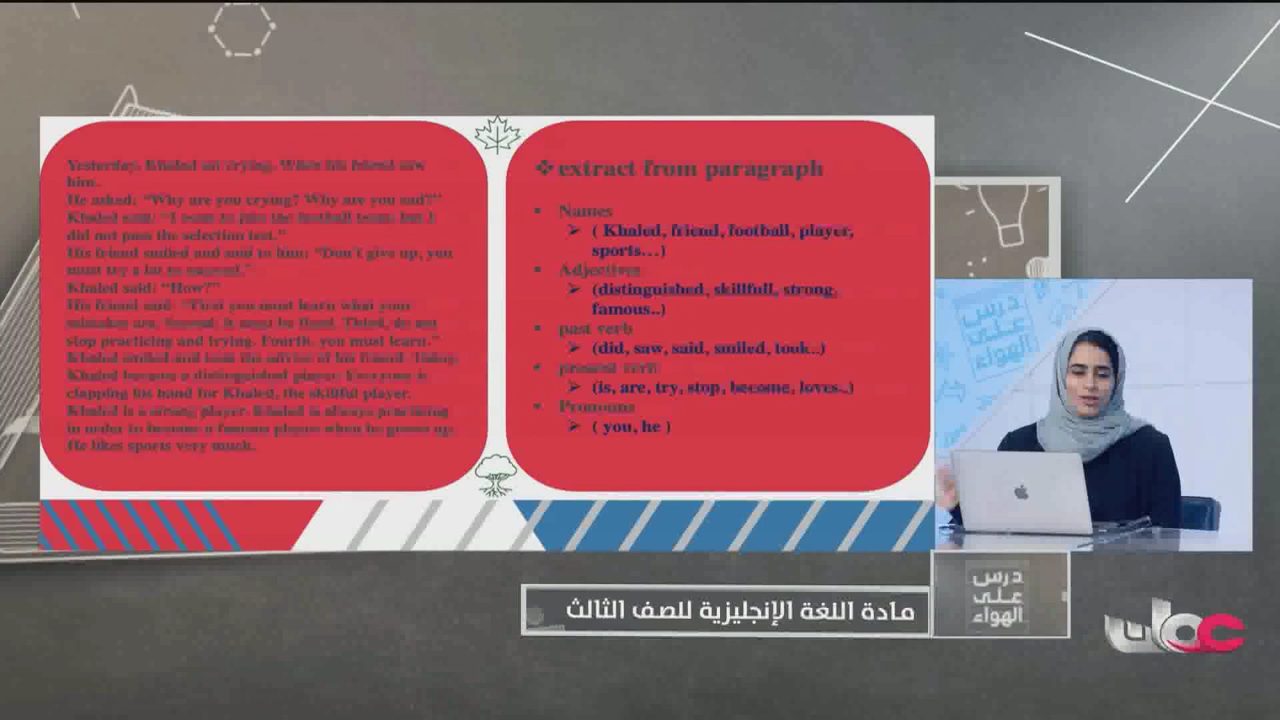 Yesterday, Khaled sat crying. When his friend saw
him..
He asked: “Why are you crying? Why are you sad?”
Khaled said: “I want to join the football team, but I
did not pass the selection test.”
His friend smiled and said to him: “Don't give up, you
must try a lot to succeed.”
Khaled said: “How?”
His friend said: “First you must learn what your
mistakes are. Second, it must be fixed. Third, do not
stop practicing and trying. Fourth, you must learn.”
Khaled smiled and took the advice of his friend. Today,
Khaled became a distinguished player. Everyone is
clapping his hand for Khaled, the skillful player.
Khaled is a strong player. Khaled is always practicing
in order to become a famous player when he grows up.
He likes sports very much.
❖ extract from paragraph
• Names
➢ ( Khaled, friend, football, player,
sports…)
• Adjectives
➢ (distinguished, skillfull, strong,
famous..)
• past verb
➢ (did, saw, said, smiled, took..)
• present verb
➢ (is, are, try, stop, become, loves..)
• Pronouns
➢ ( you, he )
درس
على
الهواء
مادة اللغة الإنجليزية للصف الثالث
درس
على
الهواء
عمان